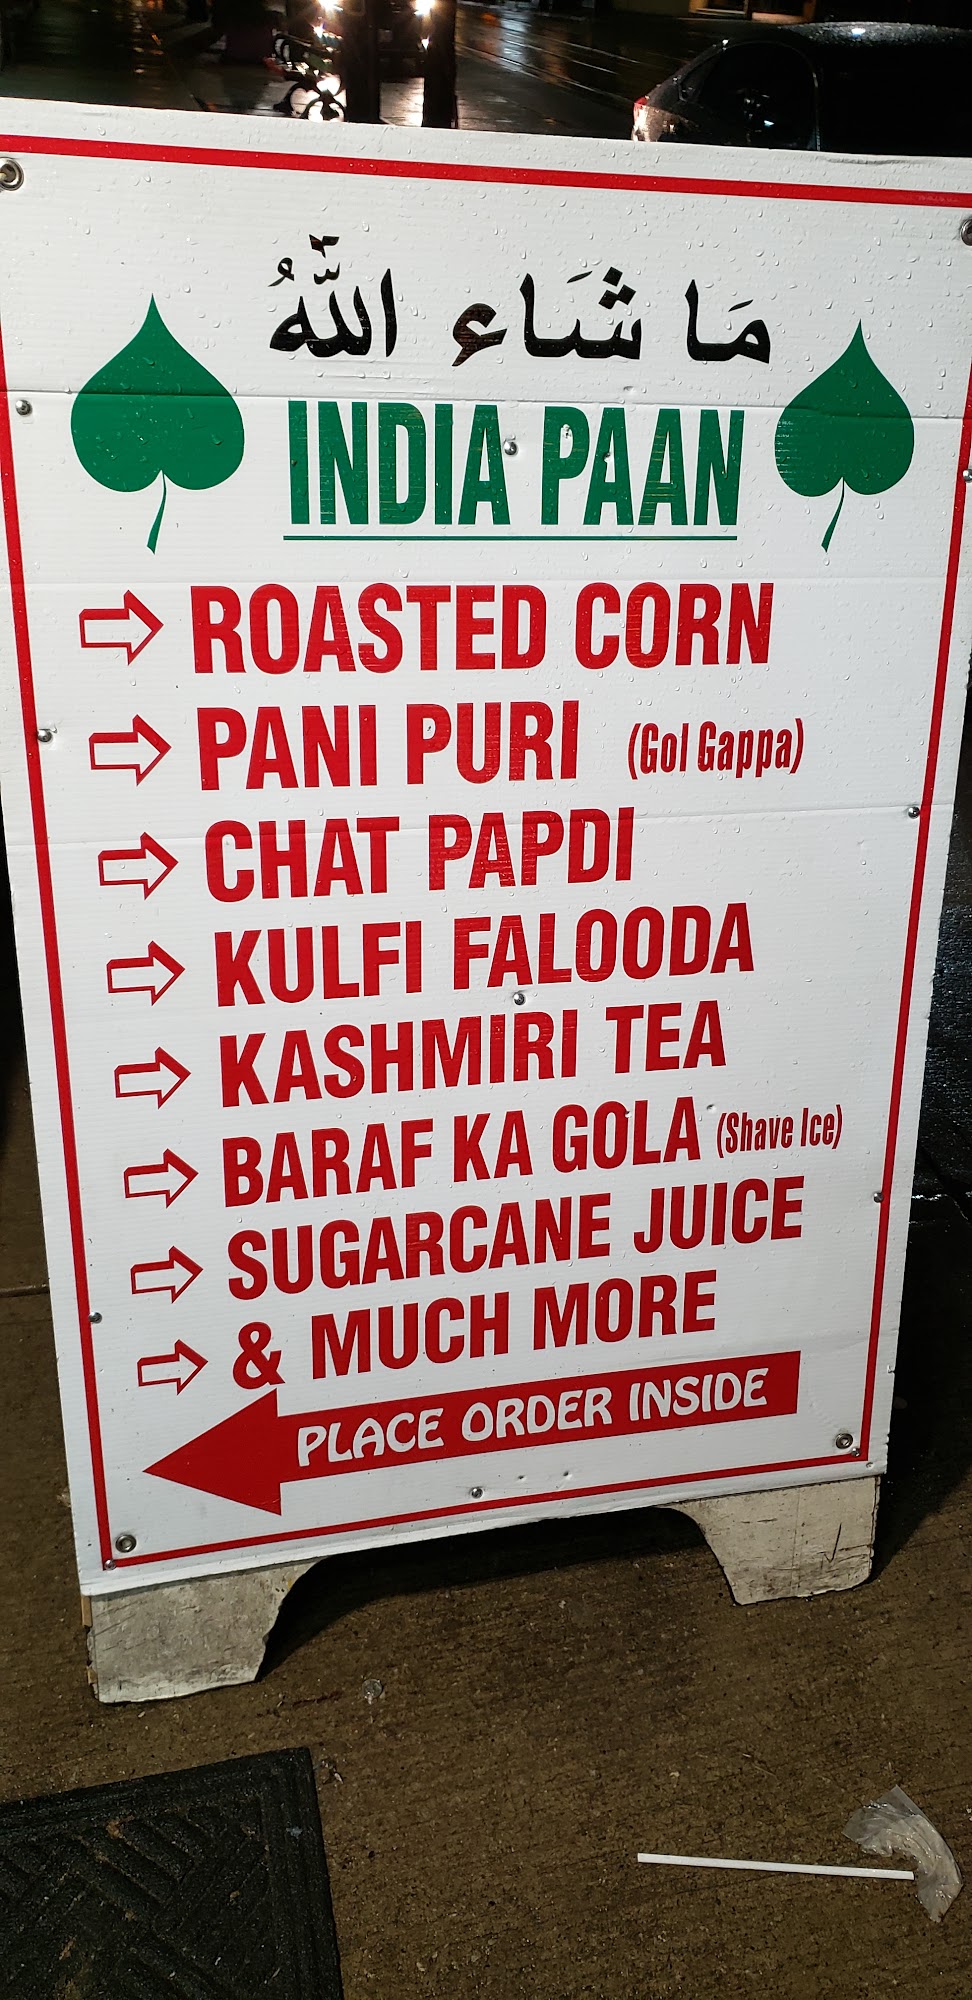 مَا شَاء اللّٰهُ
INDIA PAAN
ROASTED CORN
PANI PURI (Gol Gappa)
CHAT PAPDI
KULFI FALOODA
KASHMIRI TEA
BARAF KA GOLA (Shave Ice)
SUGARCANE JUICE
& MUCH MORE
PLACE ORDER INSIDE